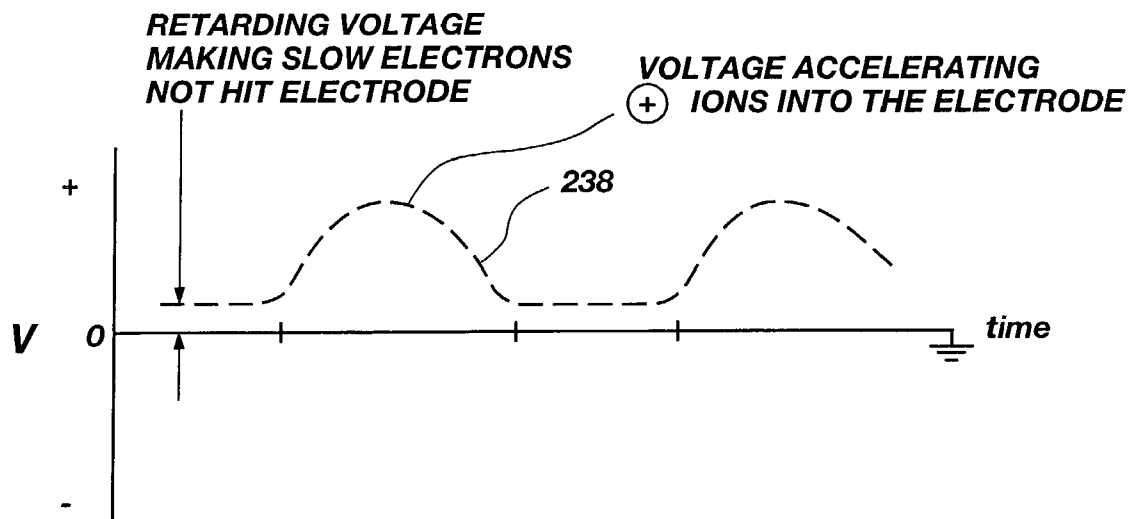 RETARDING VOLTAGE
MAKING SLOW ELECTRONS
NOT HIT ELECTRODE
VOLTAGE ACCELERATING
+ IONS INTO THE ELECTRODE
238
+
V 0
time
-